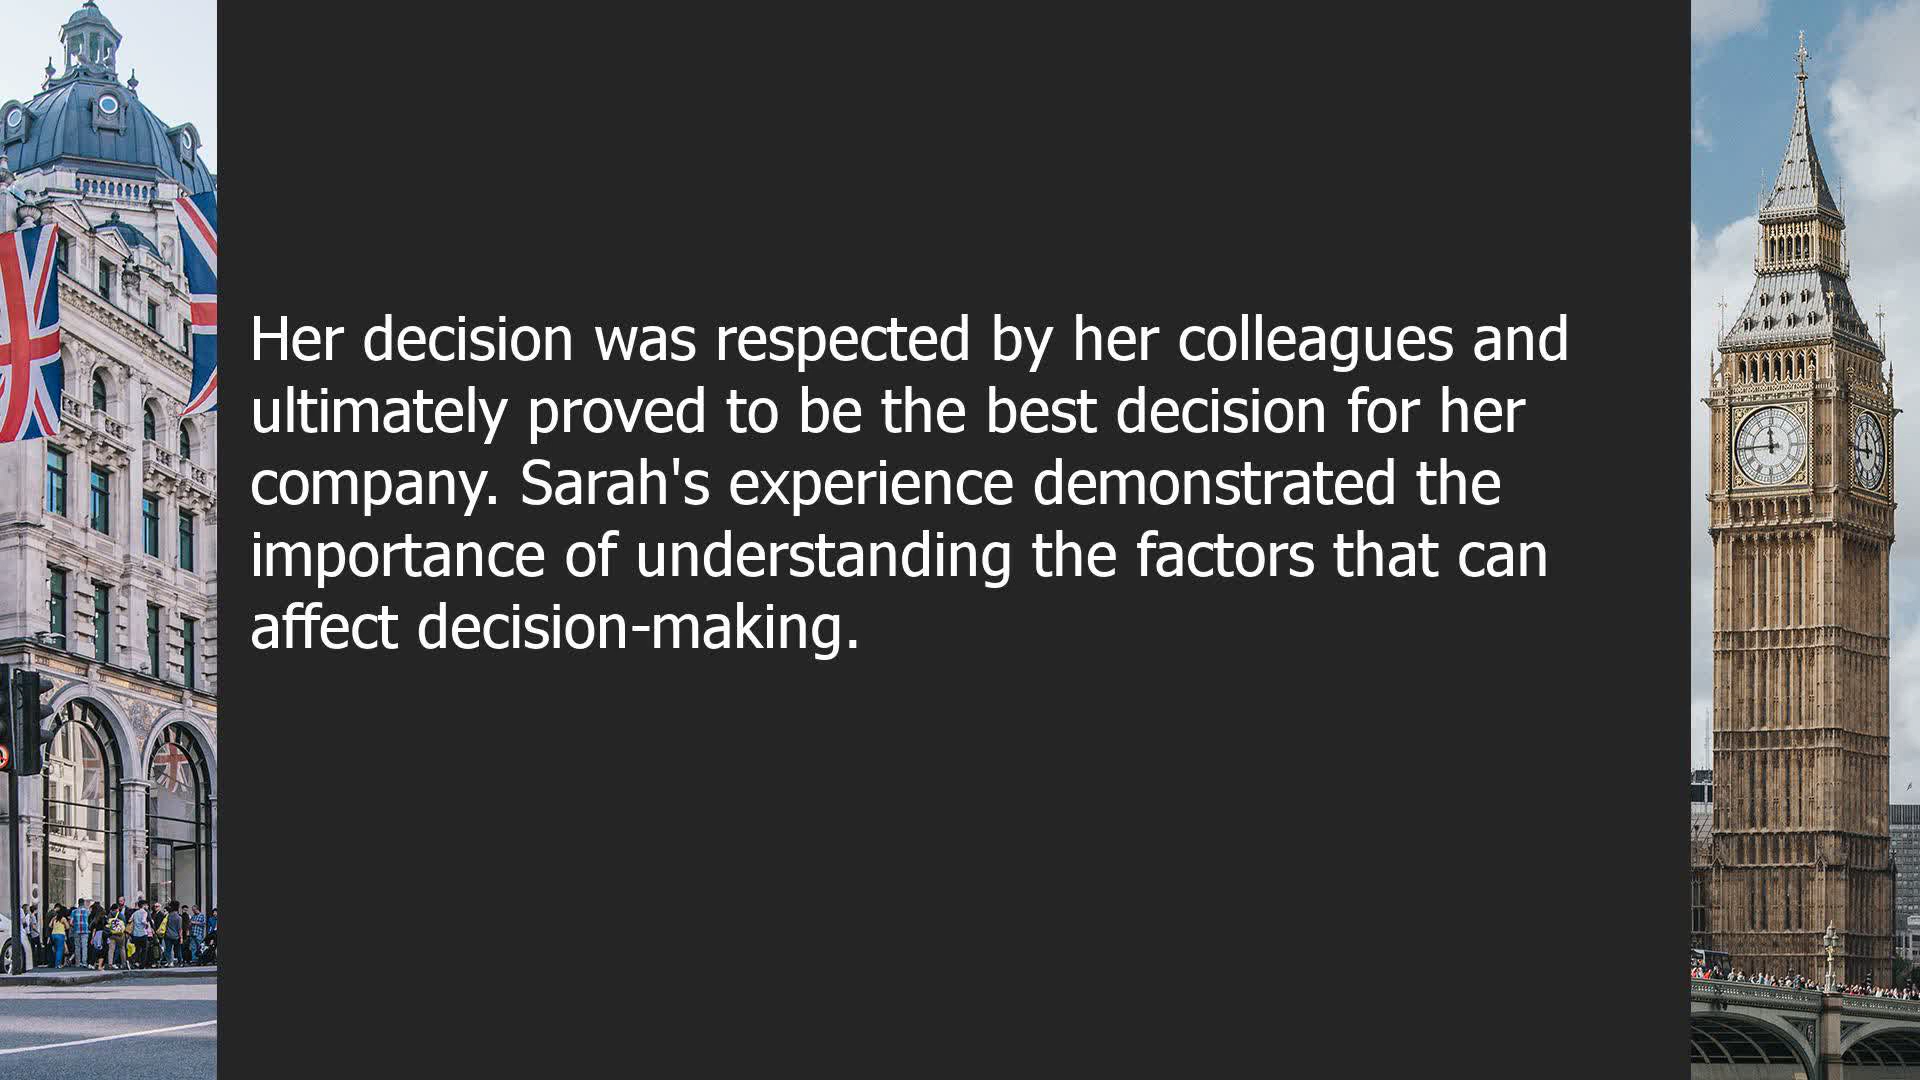 Her decision was respected by her colleagues and
ultimately proved to be the best decision for her
company. Sarah's experience demonstrated the
importance of understanding the factors that can
affect decision-making.